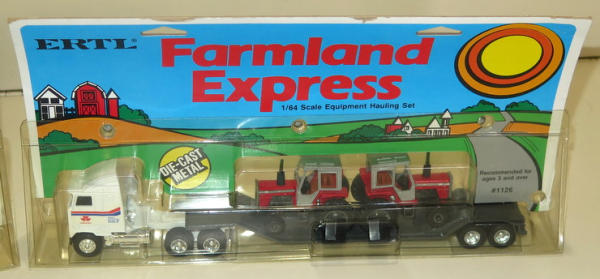 ERTL
Farmland
Express
1/64 Scale Equipment Hauling Set
DIE-CAST
METAL
Recommended for
ages 3 and over
#1126